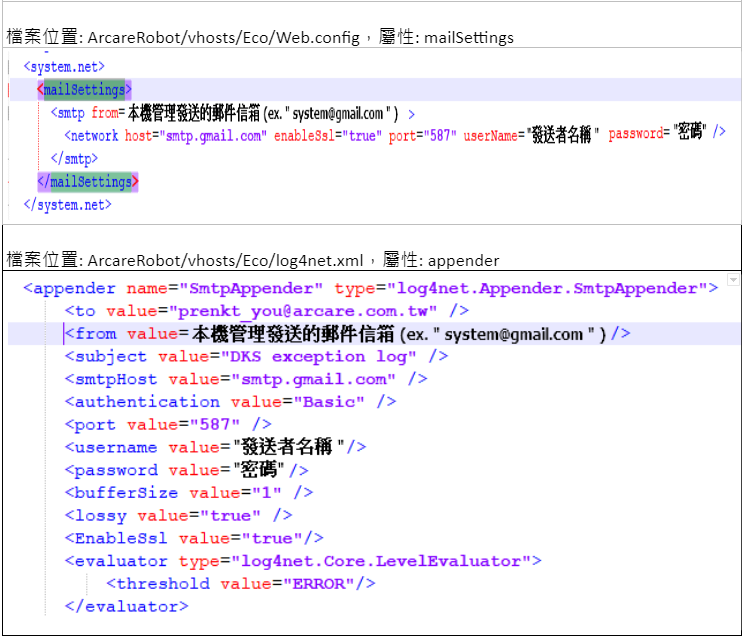 檔案位置: ArcareRobot/vhosts/Eco/Web.config，屬性: mailSettings
<system.net>
<mailSettings>
<smtp from=本機管理發送的郵件信箱 (ex. " system@gmail.com " ) >
<network host="smtp.gmail.com" enableSsl="true" port="587" userName="發送者名稱 " password="密碼" />
</smtp>
</mailSettings>
</system.net>
檔案位置: ArcareRobot/vhosts/Eco/log4net.xml，屬性: appender
<appender name="SmtpAppender" type="log4net.Appender.SmtpAppender">
<to value="prenkt_you@arcare.com.tw" />
<from value=本機管理發送的郵件信箱 (ex. " system@gmail.com " ) />
<subject value="DKS exception log" />
<smtpHost value="smtp.gmail.com" />
<authentication value="Basic" />
<port value="587" />
<username value="發送者名稱 "/>
<password value="密碼" />
<bufferSize value="1" />
<lossy value="true" />
<EnableSsl value="true"/>
<evaluator type="log4net.Core.LevelEvaluator">
<threshold value="ERROR"/>
</evaluator>